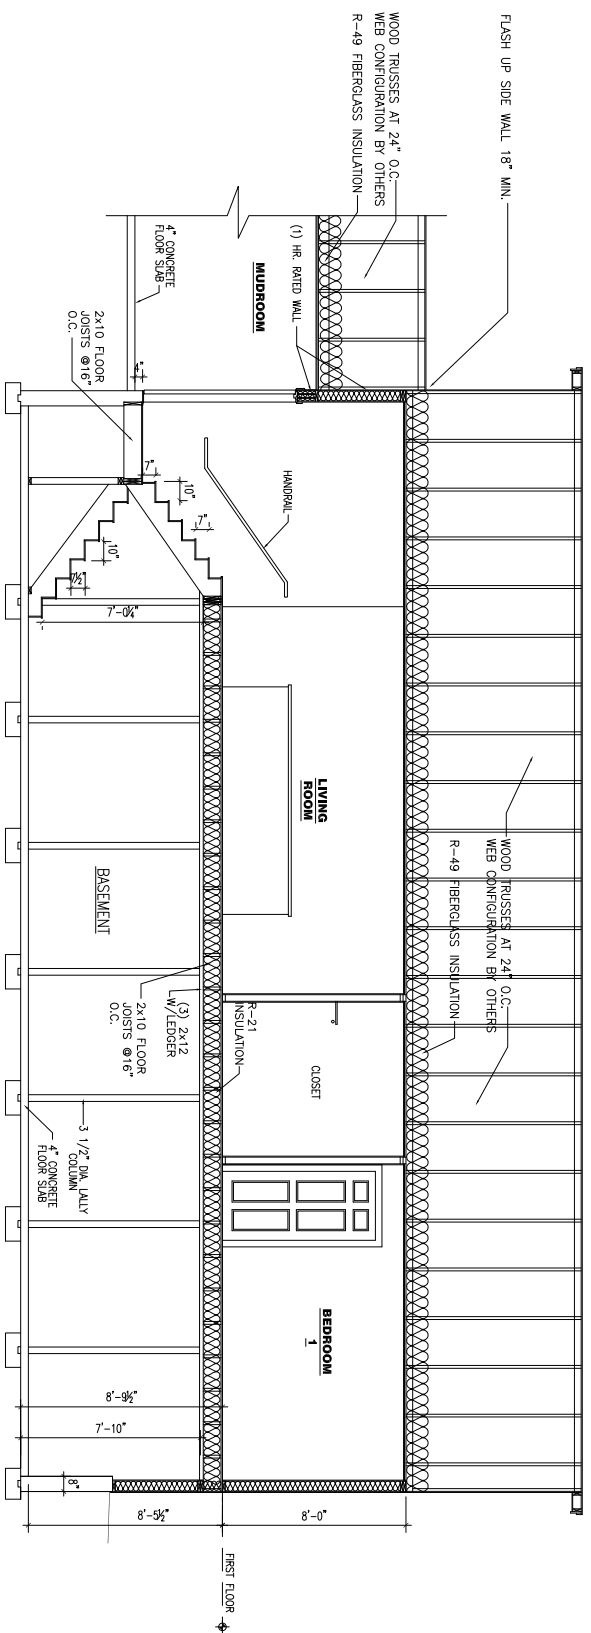 FLASH UP SIDE WALL 18" MIN.
WOOD TRUSSES AT 24" O.C.
WEB CONFIGURATION BY OTHERS
R-49 FIBERGLASS INSULATION
(1) HR. RATED WALL
MUDROOM
4" CONCRETE
FLOOR SLAB
4"
2x10 FLOOR
JOISTS @16"
O.C.
7"
10"
7"
10"
7½"
HANDRAIL
7'-0¼"
LIVING
ROOM
WOOD TRUSSES AT 24" O.C.
WEB CONFIGURATION BY OTHERS
R-49 FIBERGLASS INSULATION
BASEMENT
R-21
INSULATION
(3) 2x12
W/LEDGER
2x10 FLOOR
JOISTS @16"
O.C.
CLOSET
3 1/2" DIA. LALLY
COLUMN
4" CONCRETE
FLOOR SLAB
BEDROOM
1
8'-9½"
7'-10"
8"
8'-5½"
8'-0"
FIRST FLOOR